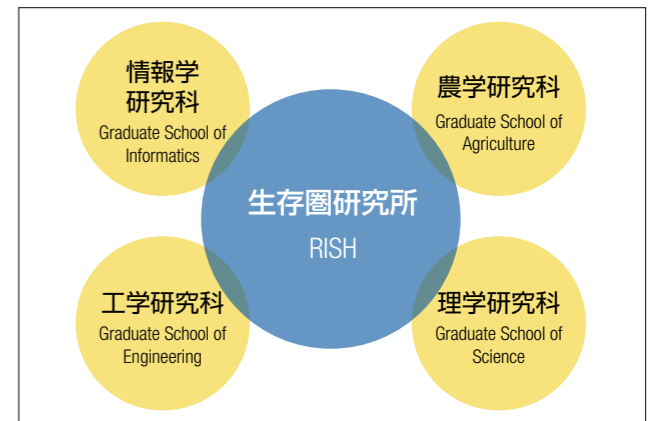 情報学
研究科
Graduate School of
Informatics
農学研究科
Graduate School of
Agriculture
生存圏研究所
RISH
工学研究科
Graduate School of
Engineering
理学研究科
Graduate School of
Science